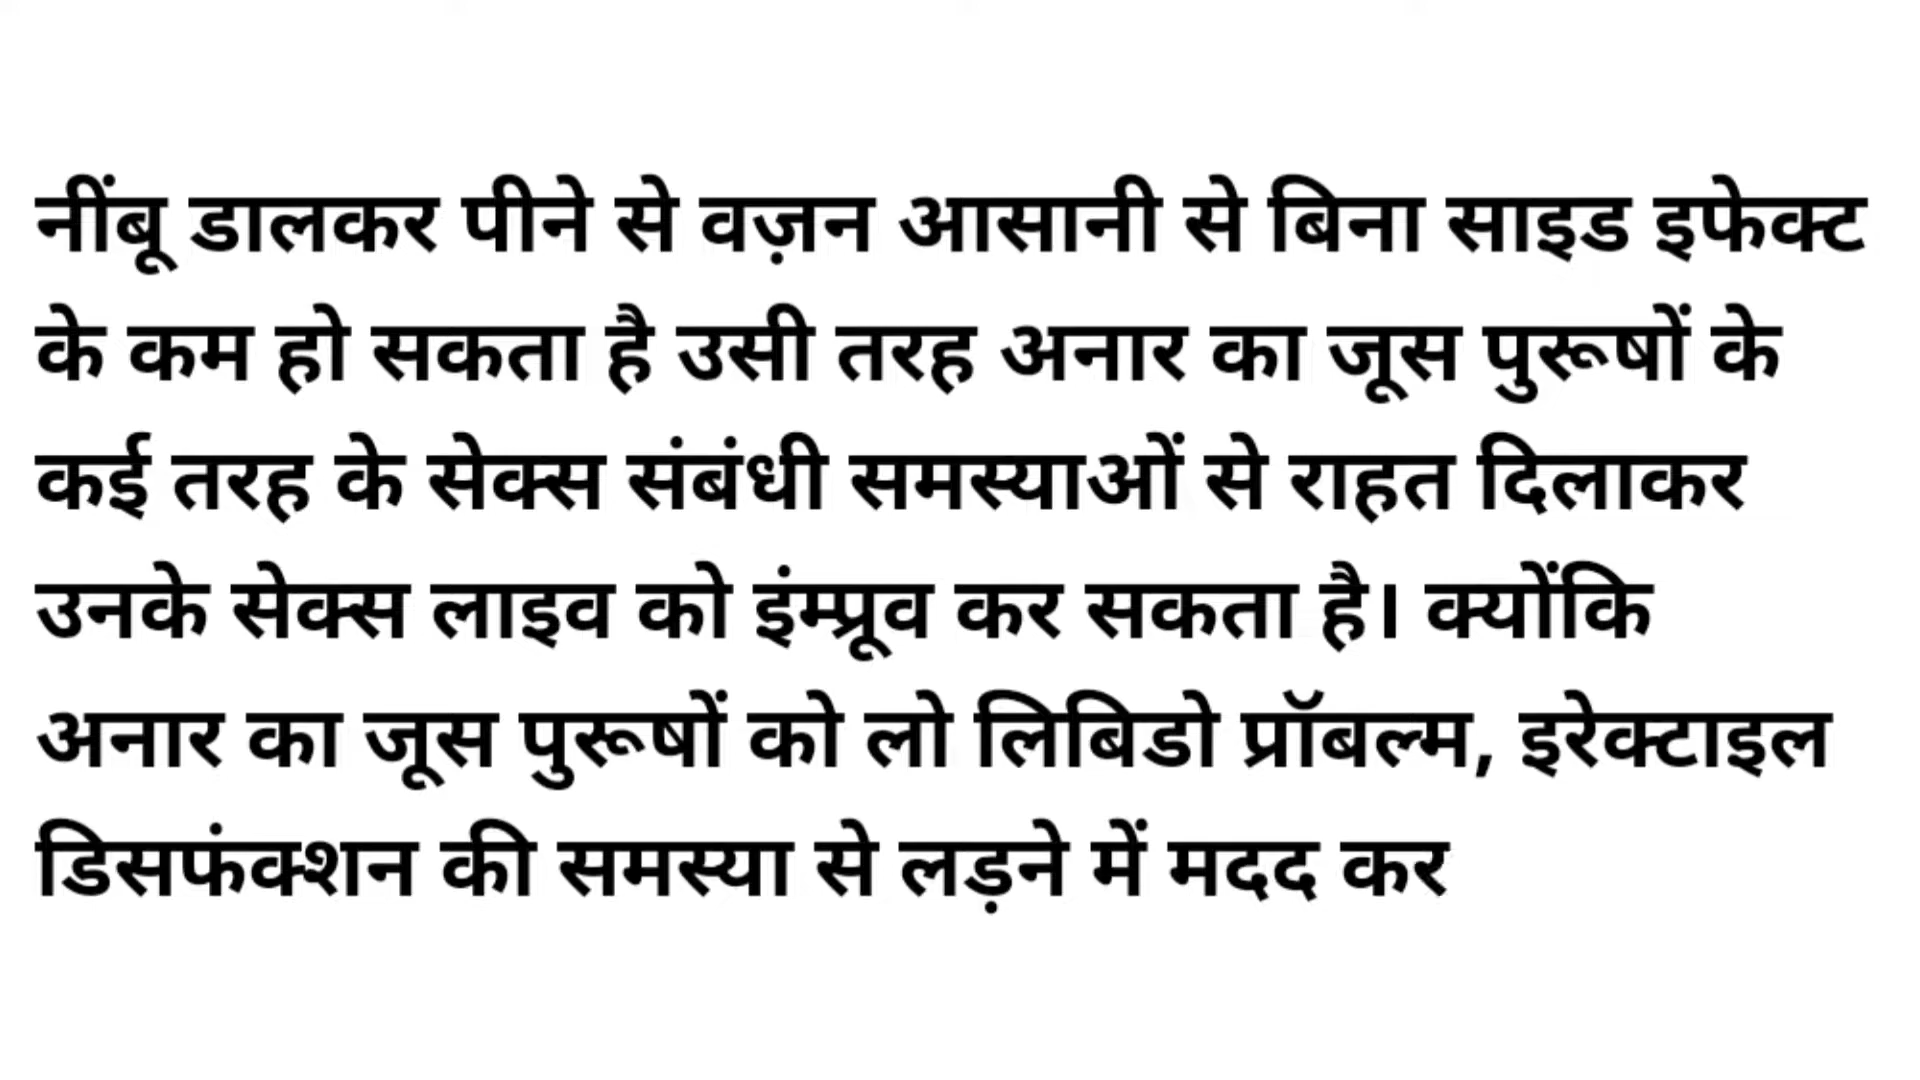 नींबू डालकर पीने से वज़न आसानी से बिना साइड इफेक्ट
के कम हो सकता है उसी तरह अनार का जूस पुरूषों के
कई तरह के सेक्स संबंधी समस्याओं से राहत दिलाकर
उनके सेक्स लाइव को इंम्प्रूव कर सकता है। क्योंकि
अनार का जूस पुरूषों को लो लिबिडो प्रॉबल्म, इरेक्टाइल
डिसफंक्शन की समस्या से लड़ने में मदद कर